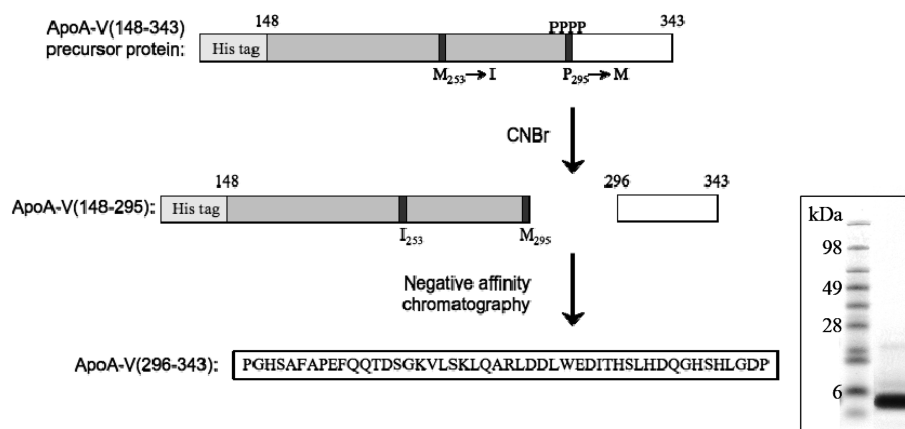 ApoA-V(148-343)
precursor protein:
148
PPPP
343
His tag
M253→I
P295→M
CNBr
ApoA-V(148-295):
148
His tag
I253
M295
296
343
Negative affinity
chromatography
ApoA-V(296-343):
PGHSAFAPEFQQTDSGKVLSKLQARLDDLWEDITHSLHDQGHSHLGDP
kDa
98
49
28
6